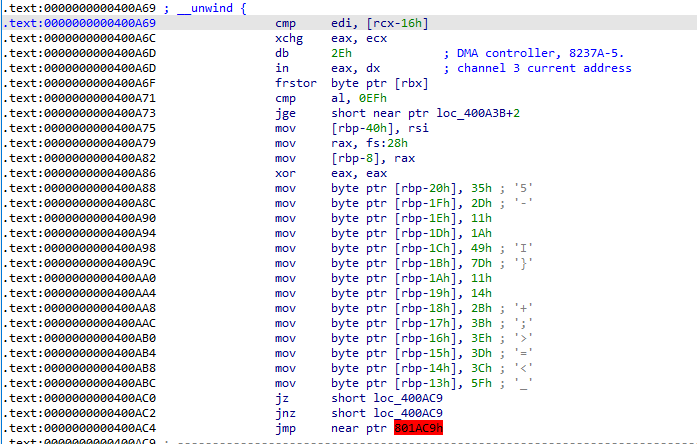 .text:0000000000400A69 ; __unwind {
.text:0000000000400A69 cmp edi, [rcx-16h]
.text:0000000000400A6C xchg eax, ecx
.text:0000000000400A6D db 2Eh ; DMA controller, 8237A-5.
.text:0000000000400A6D in eax, dx ; channel 3 current address
.text:0000000000400A6F frstor byte ptr [rbx]
.text:0000000000400A71 cmp al, 0EFh
.text:0000000000400A73 jge short near ptr loc_400A3B+2
.text:0000000000400A75 mov [rbp-40h], rsi
.text:0000000000400A79 mov rax, fs:28h
.text:0000000000400A82 mov [rbp-8], rax
.text:0000000000400A86 xor eax, eax
.text:0000000000400A88 mov byte ptr [rbp-20h], 35h ; '5'
.text:0000000000400A8C mov byte ptr [rbp-1Fh], 2Dh ; '-'
.text:0000000000400A90 mov byte ptr [rbp-1Eh], 11h
.text:0000000000400A94 mov byte ptr [rbp-1Dh], 1Ah
.text:0000000000400A98 mov byte ptr [rbp-1Ch], 49h ; 'I'
.text:0000000000400A9C mov byte ptr [rbp-1Bh], 7Dh ; '}'
.text:0000000000400AA0 mov byte ptr [rbp-1Ah], 11h
.text:0000000000400AA4 mov byte ptr [rbp-19h], 14h
.text:0000000000400AA8 mov byte ptr [rbp-18h], 2Bh ; '+'
.text:0000000000400AAC mov byte ptr [rbp-17h], 3Bh ; ';'
.text:0000000000400AB0 mov byte ptr [rbp-16h], 3Eh ; '>'
.text:0000000000400AB4 mov byte ptr [rbp-15h], 3Dh ; '='
.text:0000000000400AB8 mov byte ptr [rbp-14h], 3Ch ; '<'
.text:0000000000400ABC mov byte ptr [rbp-13h], 5Fh ; '_'
.text:0000000000400AC0 jz short loc_400AC9
.text:0000000000400AC2 jnz short loc_400AC9
.text:0000000000400AC4 jmp near ptr 801AC9h
.text:0000000000400AC9 ;